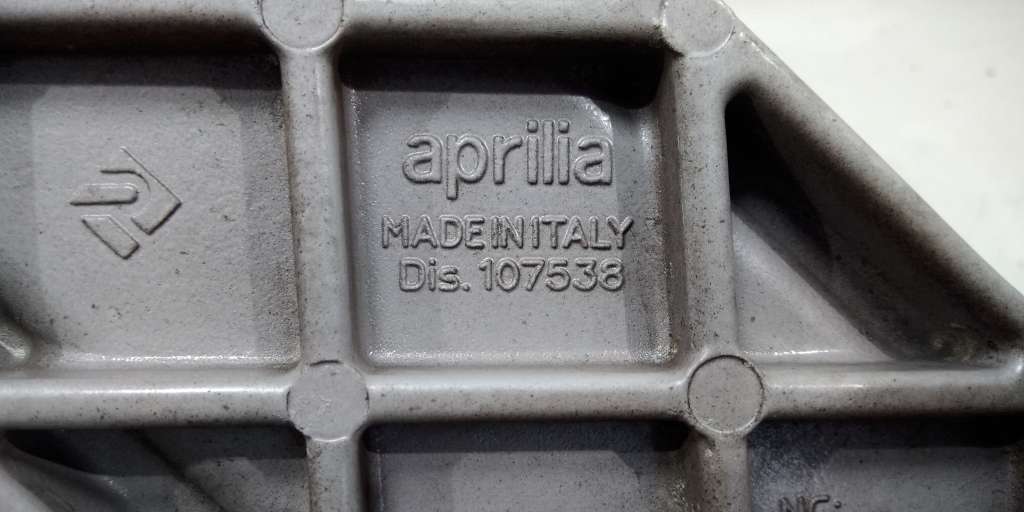 aprilia
MADE IN ITALY
Dis. 107538